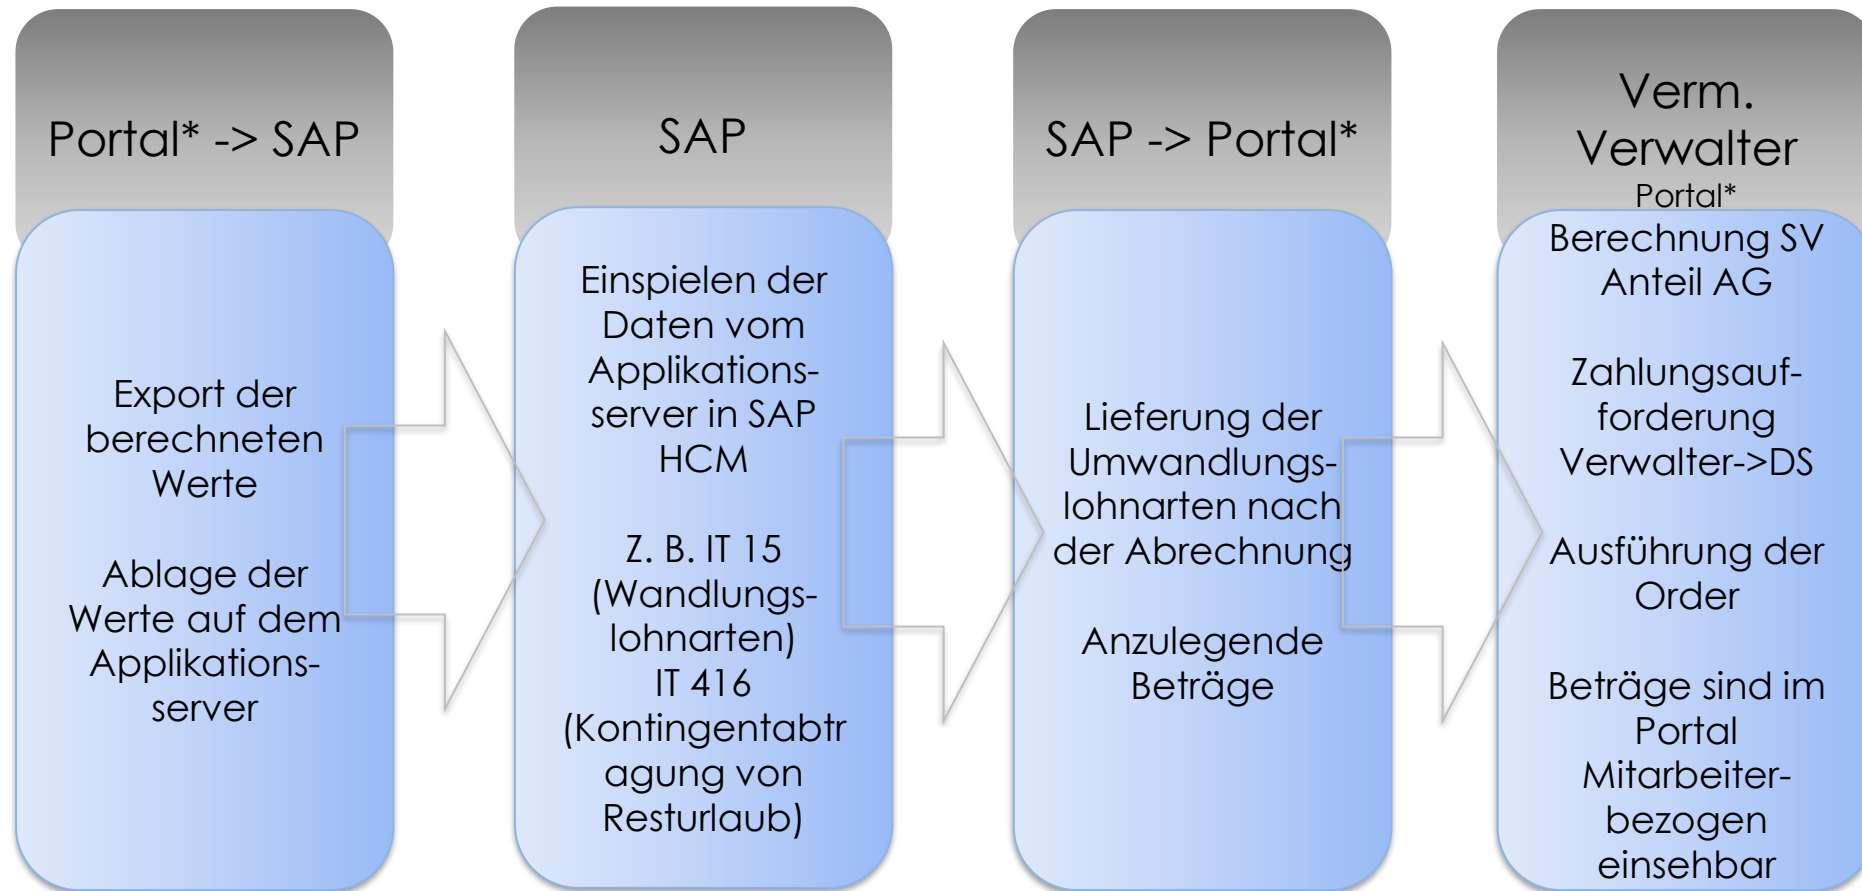 Portal* -> SAP
Export der
berechneten
Werte
Ablage der
Werte auf dem
Applikations-
server
SAP
Einspielen der
Daten vom
Applikations-
server in SAP
HCM
Z. B. IT 15
(Wandlungs-
lohnarten)
IT 416
(Kontingentabtr
agung von
Resturlaub)
SAP -> Portal*
Lieferung der
Umwandlungs-
lohnarten nach
der Abrechnung
Anzulegende
Beträge
Verm.
Verwalter
Portal*
Berechnung SV
Anteil AG
Zahlungsauf-
forderung
Verwalter->DS
Ausführung der
Order
Beträge sind im
Portal
Mitarbeiter-
bezogen
einsehbar